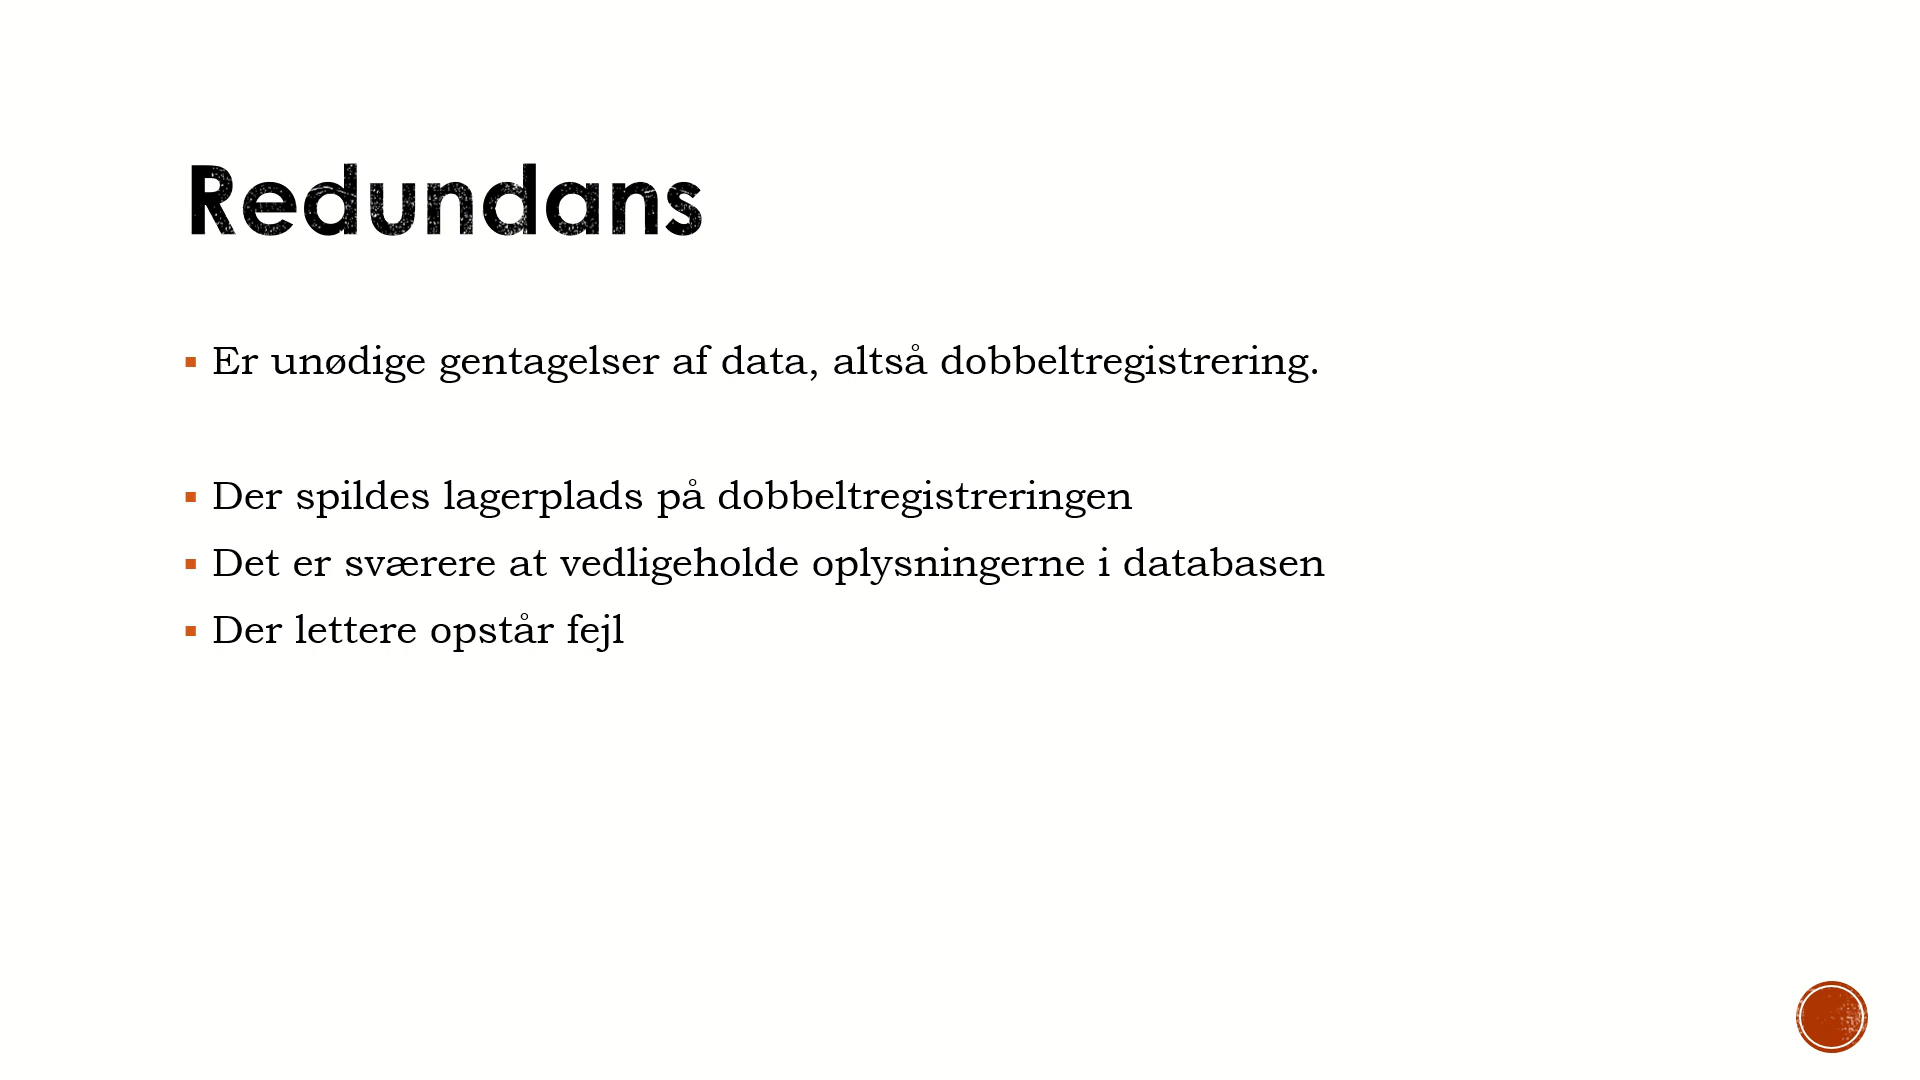 Redundans
Er unødige gentagelser af data, altså dobbeltregistrering.
Der spildes lagerplads på dobbeltregistreringen
Det er sværere at vedligeholde oplysningerne i databasen
Der lettere opstår fejl